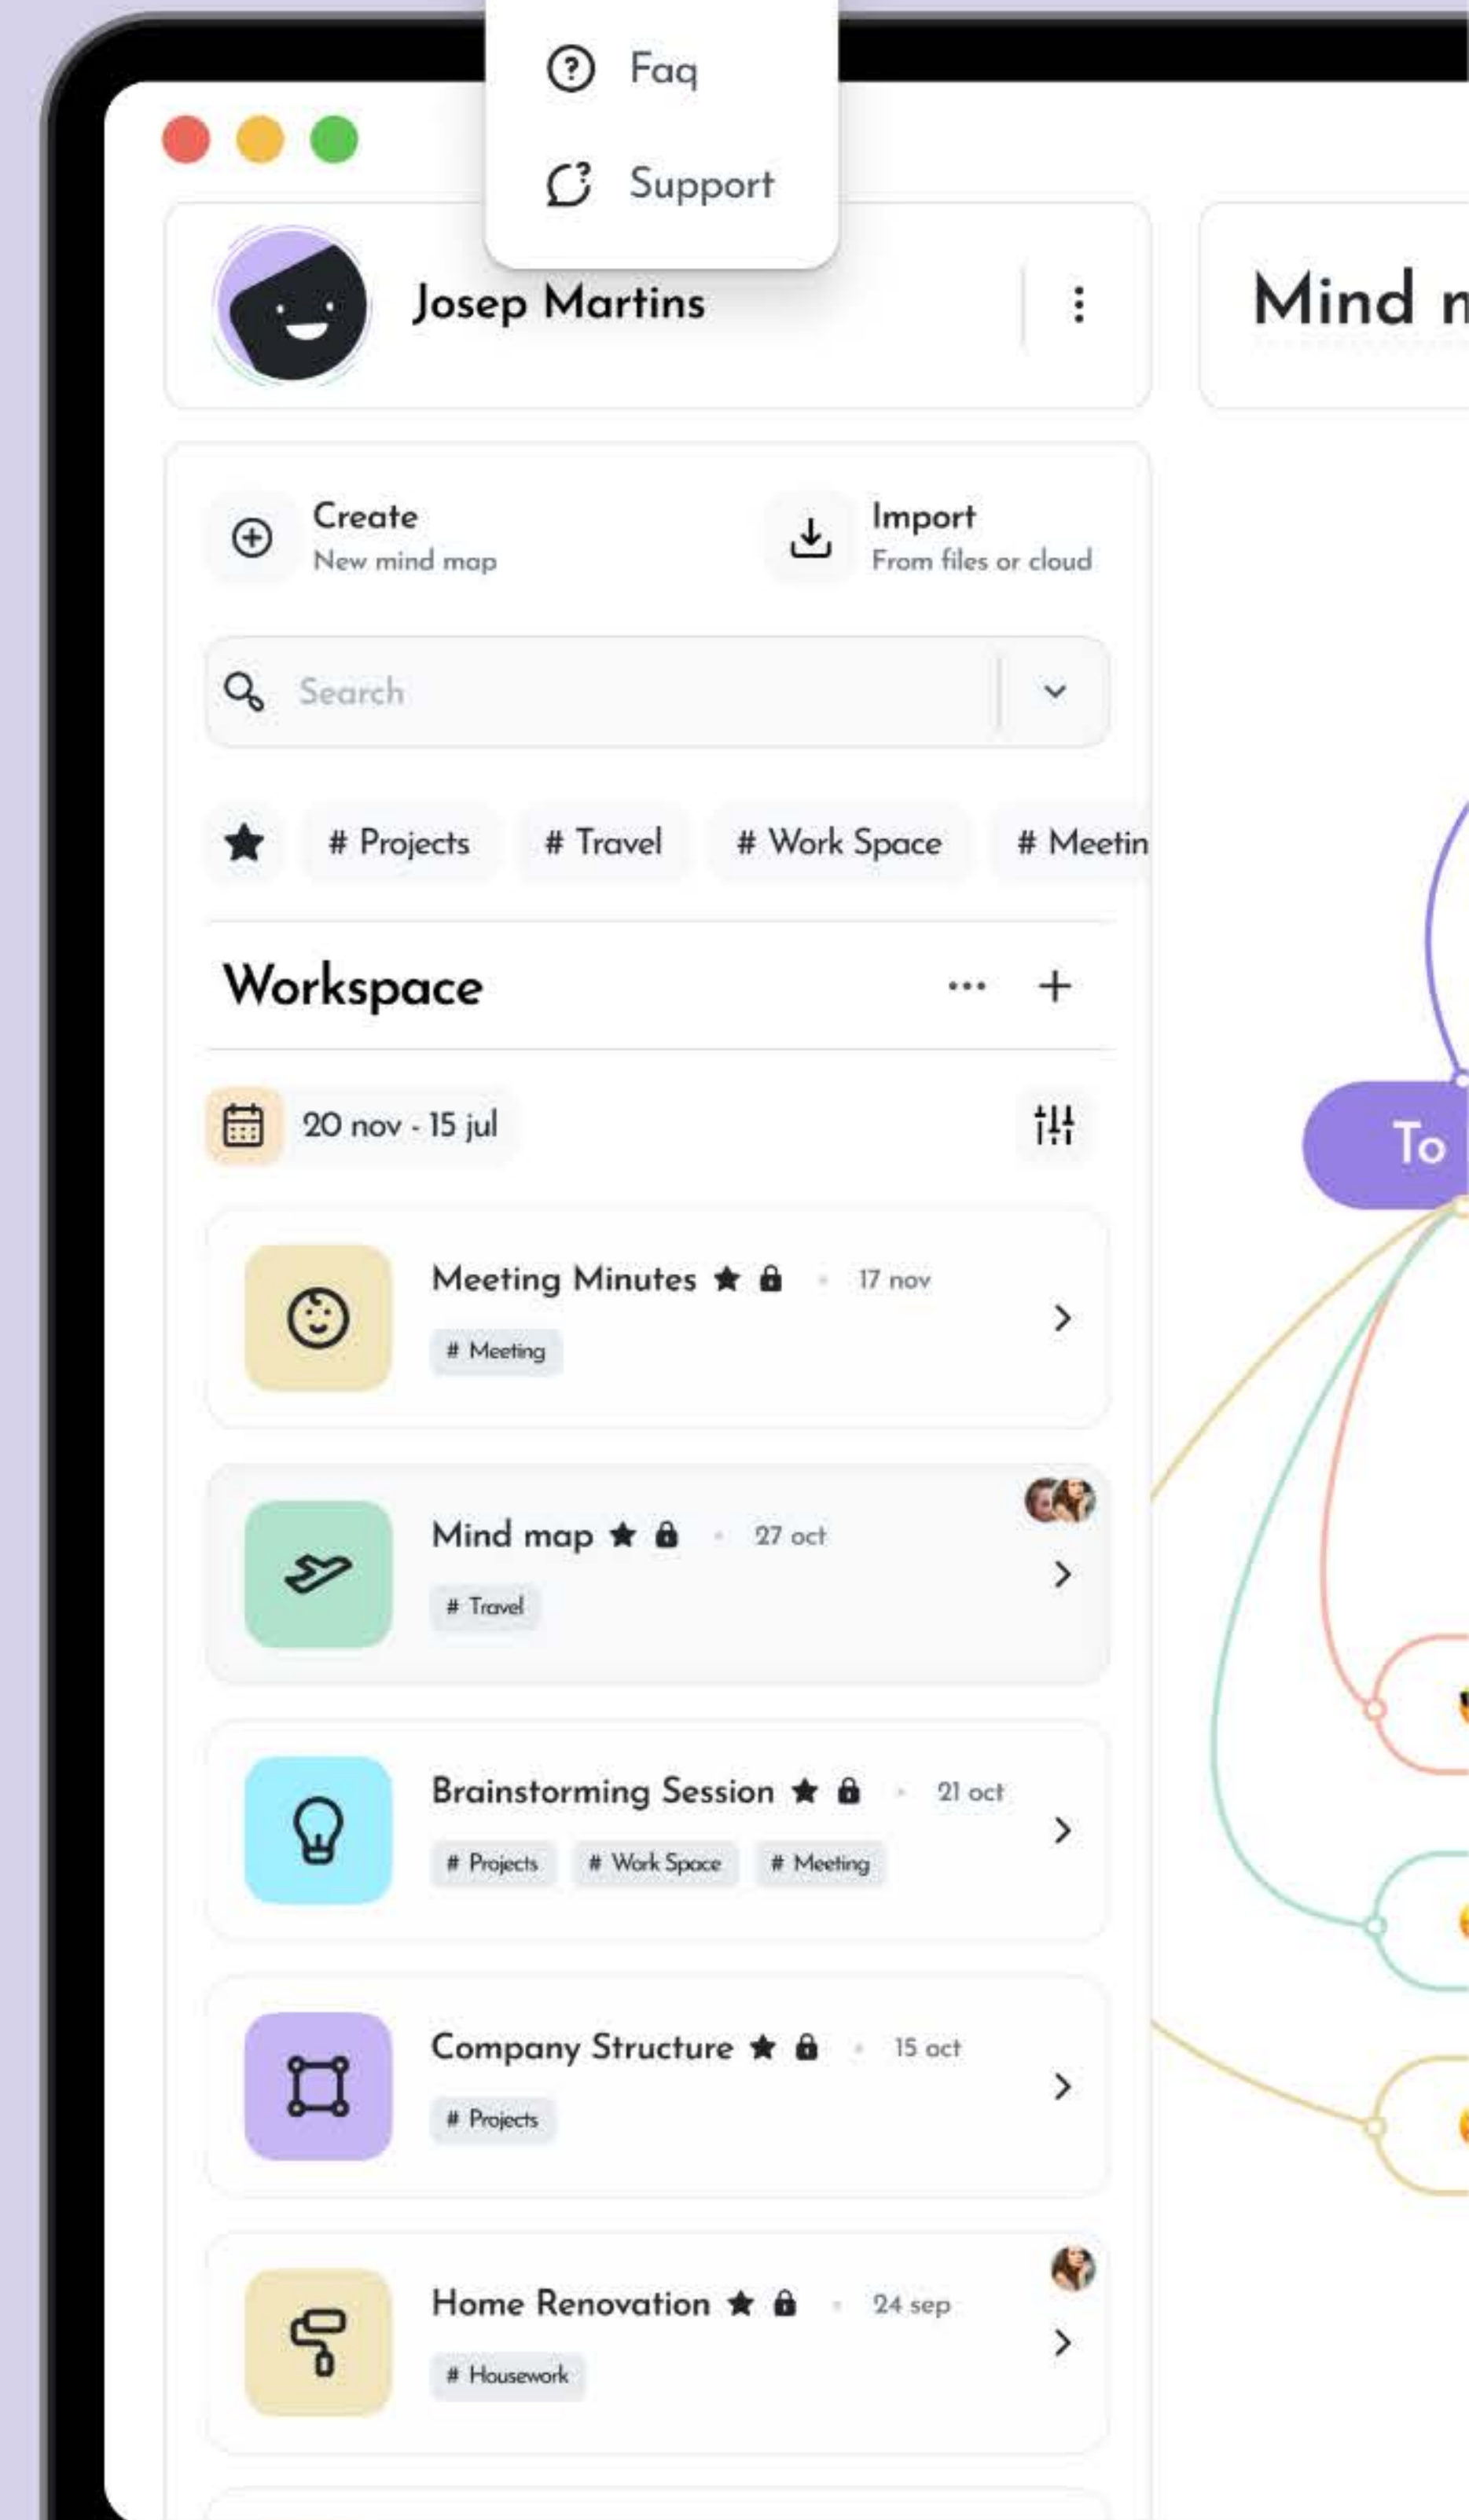 Faq
Support
Josep Martins
Mind
Create
New mind map
Import
From files or cloud
Search
# Projects
# Travel
# Work Space
# Meetin
Workspace
20 nov - 15 jul
To
Meeting Minutes
17 nov
# Meeting
Mind map
27 oct
# Travel
Brainstorming Session
21 oct
# Projects
# Work Space
# Meeting
Company Structure
15 oct
# Projects
Home Renovation
24 sep
# Housework